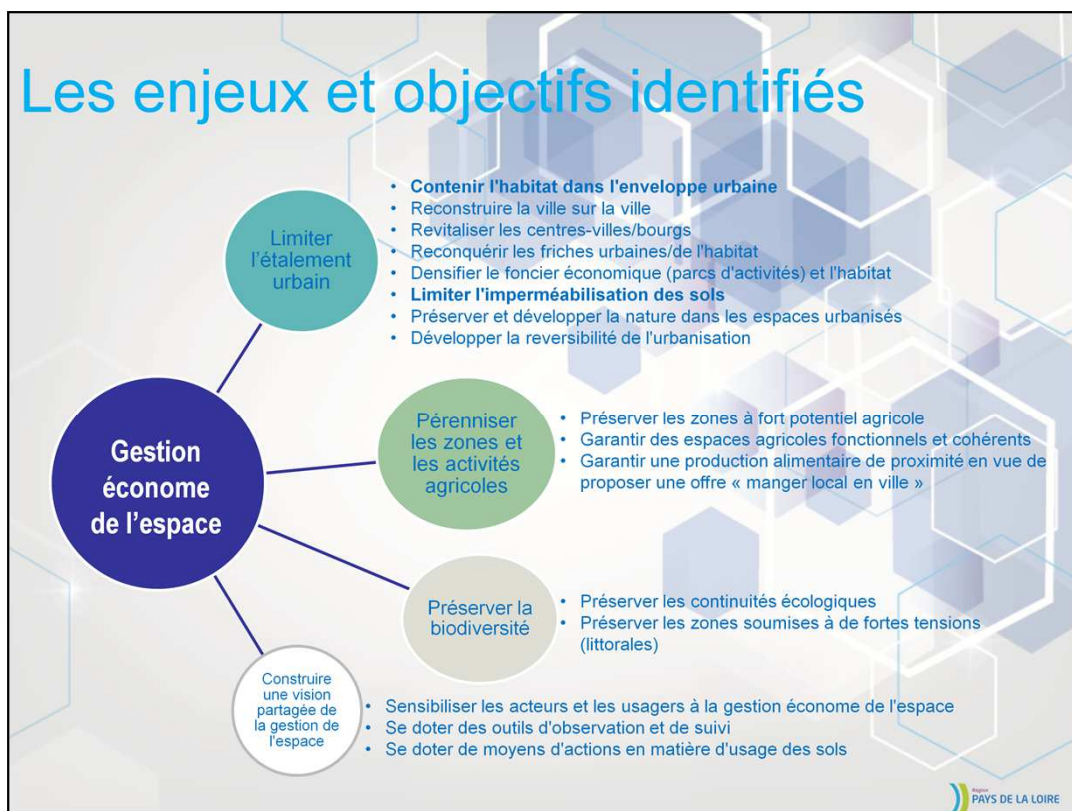 Les enjeux et objectifs identifiés
Limiter
l'étalement
urbain
• Contenir l'habitat dans l'enveloppe urbaine
• Reconstruire la ville sur la ville
• Revitaliser les centres-villes/bourgs
• Reconquérir les friches urbaines/de l'habitat
• Densifier le foncier économique (parcs d'activités) et l'habitat
• Limiter l'imperméabilisation des sols
• Préserver et développer la nature dans les espaces urbanisés
• Développer la reversibilité de l'urbanisation
Gestion
économe
de l'espace
Pérenniser
les zones et
les activités
agricoles
• Préserver les zones à fort potentiel agricole
• Garantir des espaces agricoles fonctionnels et cohérents
• Garantir une production alimentaire de proximité en vue de
proposer une offre « manger local en ville »
Préserver la
biodiversité
• Préserver les continuités écologiques
• Préserver les zones soumises à de fortes tensions
(littorales)
Construire
une vision
partagée de
la gestion de
l'espace
• Sensibiliser les acteurs et les usagers à la gestion économe de l'espace
• Se doter des outils d'observation et de suivi
• Se doter de moyens d'actions en matière d'usage des sols
Région
PAYS DE LA LOIRE